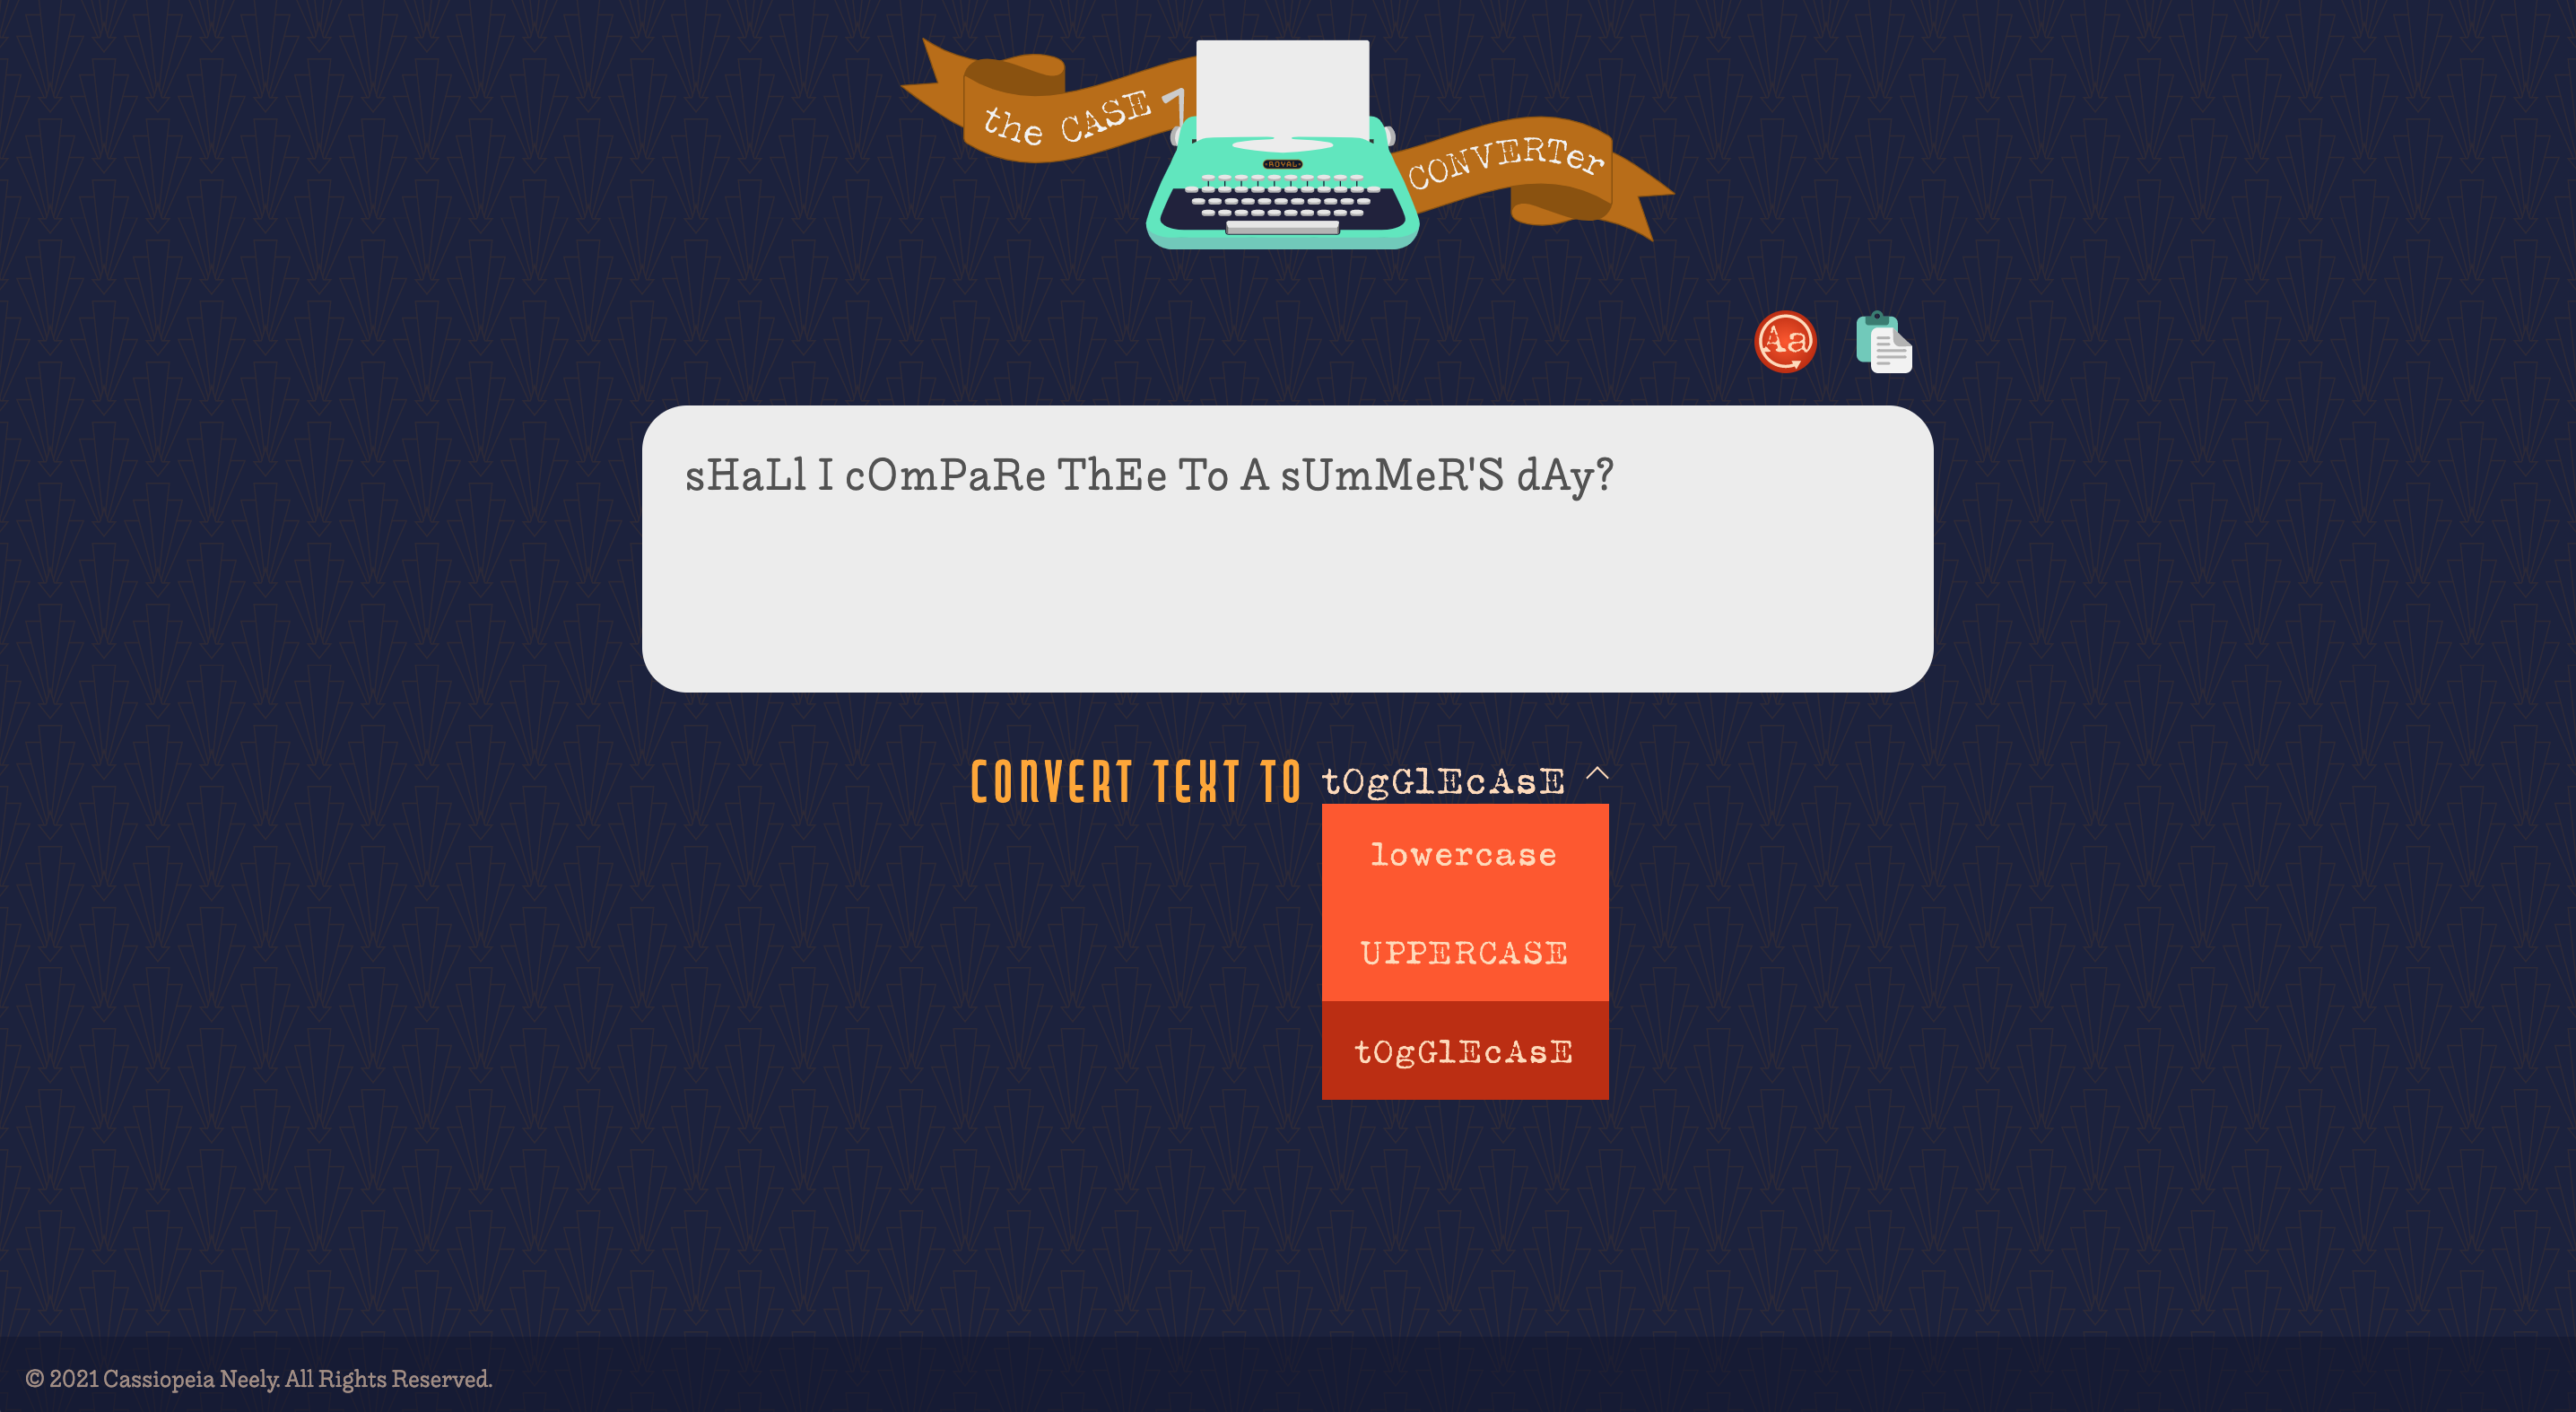 the CASE
CONVERTer
ROYAL
Aa
sHaLl I cOmPaRe ThEe To A sUmMeR'S dAy?
CONVERT TEXT TO tOgGlEcAsE
lowercase
UPPERCASE
tOgGlEcAsE
© 2021 Cassiopeia Neely. All Rights Reserved.